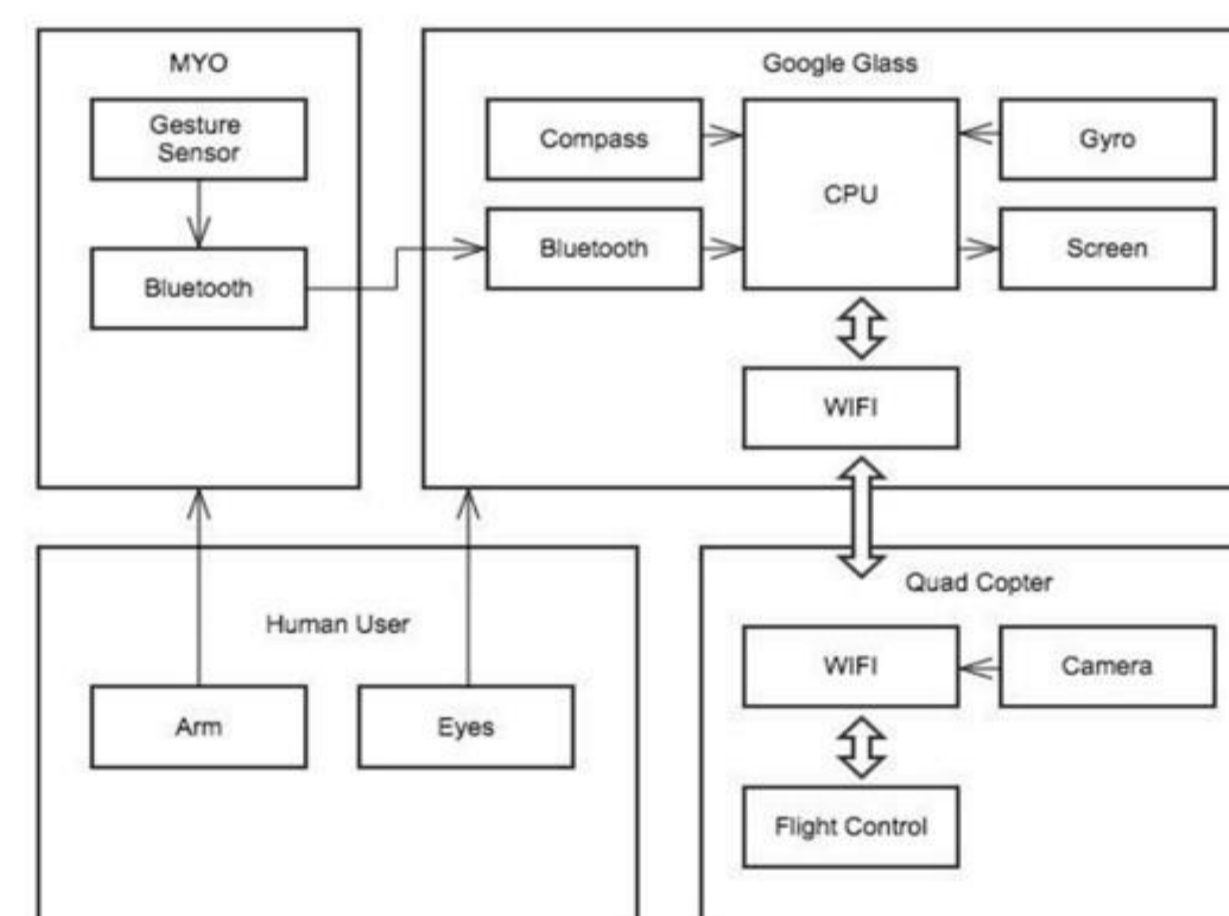 MYO
Gesture
Sensor
Bluetooth
Google Glass
Compass
CPU
Gyro
Bluetooth
Screen
WIFI
Human User
Arm
Eyes
Quad Copter
WIFI
Camera
Flight Control